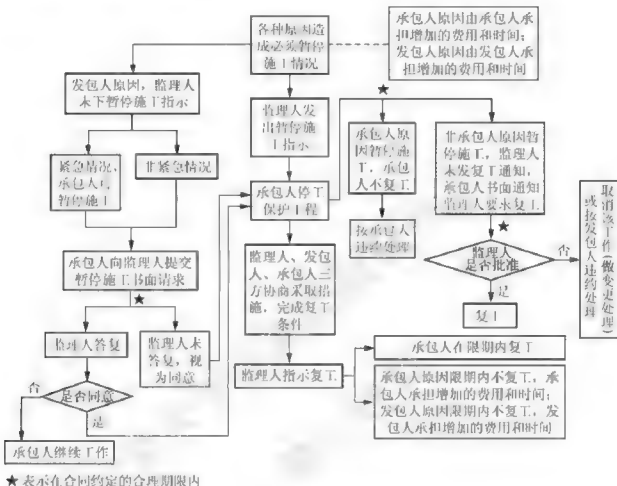 各种原因造
成必须暂停
施工情况
承包人原因由承包人承
担增加的费用和时间；
发包人原因由发包人承
担增加的费用和时间
发包人原因，监理人
未下暂停施工指示
监理人发
出暂停施
工指示
★
承包人原
因暂停施
工，承包
人不复工
非承包人原因暂
停施工，监理人
未发复工通知，
承包人书面通知
监理人要求复工
紧急情况，
承包人可
暂停施工
非紧急情况
承包人停工
保护工程
按承包人
违约处理
★
监理人
是否批准
否
是
复工
取消该工作(做变更处理)
或按发包人违约处理
承包人向监理人提交
暂停施工书面请求
★
监理人、发包
人、承包人三
方协商采取措
施，完成复工
条件
监理人答复
监理人未
答复，视
为同意
监理人指示复工
承包人在限期内复工
承包人原因限期内不复工，承
包人承担增加的费用和时间；
发包人原因限期内不复工，发
包人承担增加的费用和时间
否
是否同意
是
承包人继续工作
★ 表示在合同约定的合理期限内